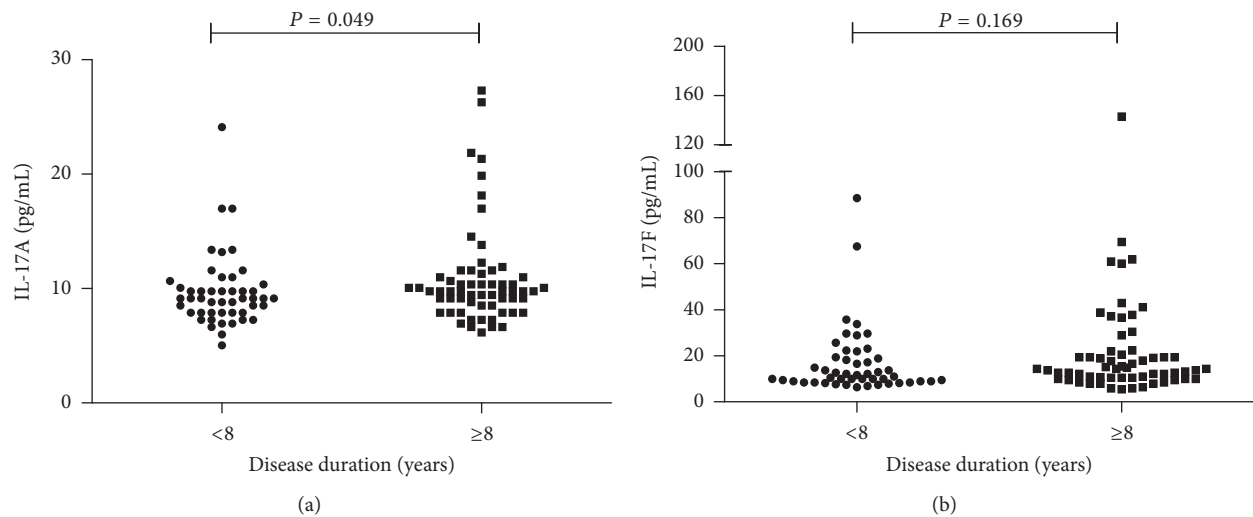 P = 0.049
30
20
10
0
IL-17A (pg/mL)
<8
≥8
Disease duration (years)
(a)
P = 0.169
200
160
120
100
80
60
40
20
0
IL-17F (pg/mL)
<8
≥8
Disease duration (years)
(b)